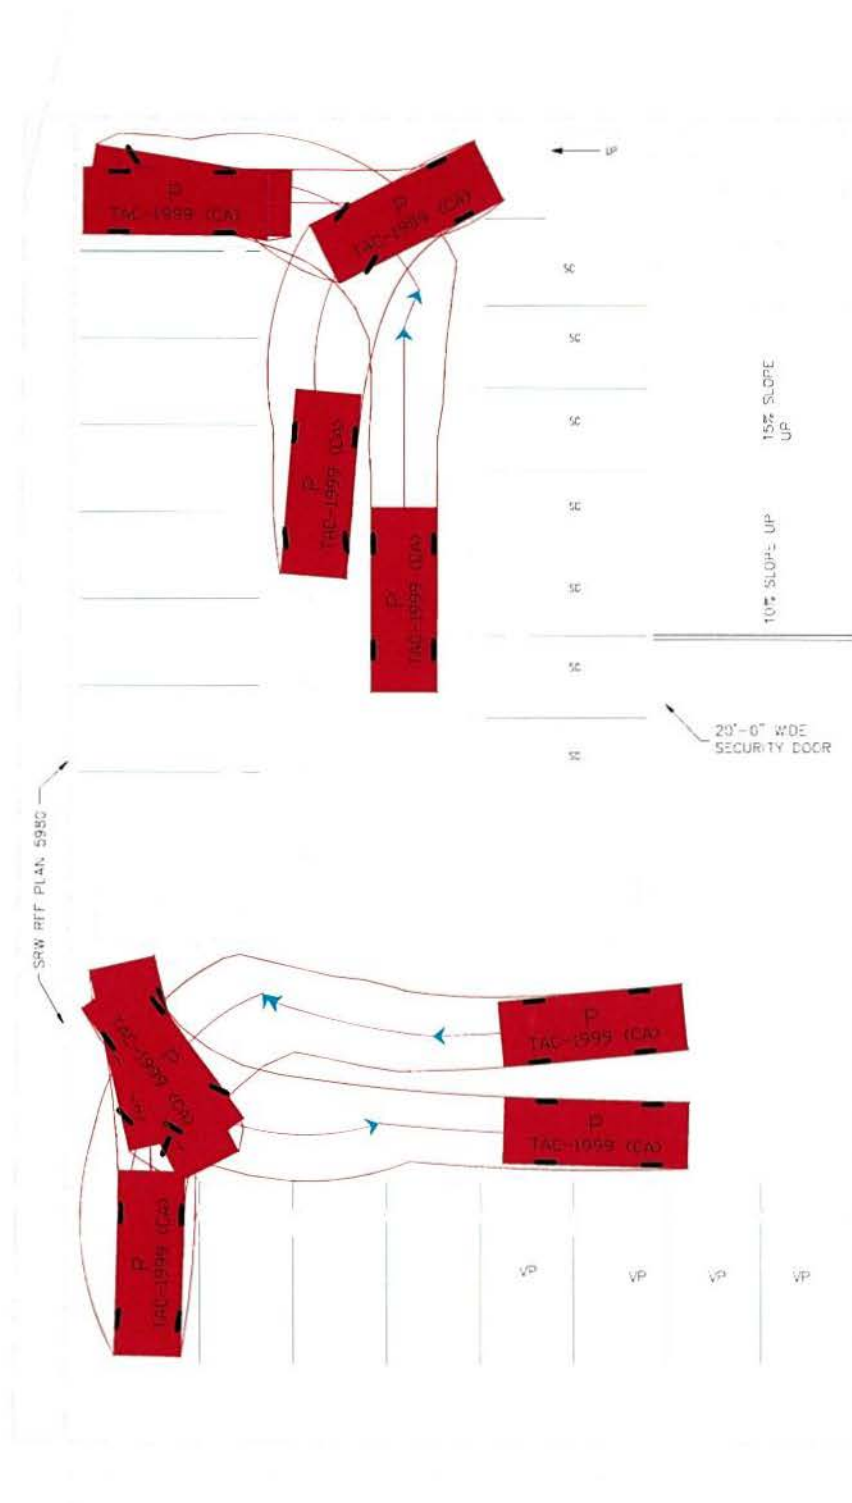 UP
P
TAC-1999 (CA)
P
TAC-1999 (CA)
SC
SC
SC
SC
SC
SC
SC
15% SLOPE
UP
10% SLOPE UP
P
TAC-1999 (CA)
P
TAC-1999 (CA)
20'-0" WIDE
SECURITY DOOR
SRW REF PLAN 5980
P
TAC-1999 (CA)
P
TAC-1999 (CA)
P
TAC-1999 (CA)
P
TAC-1999 (CA)
VP
VP
VP
VP